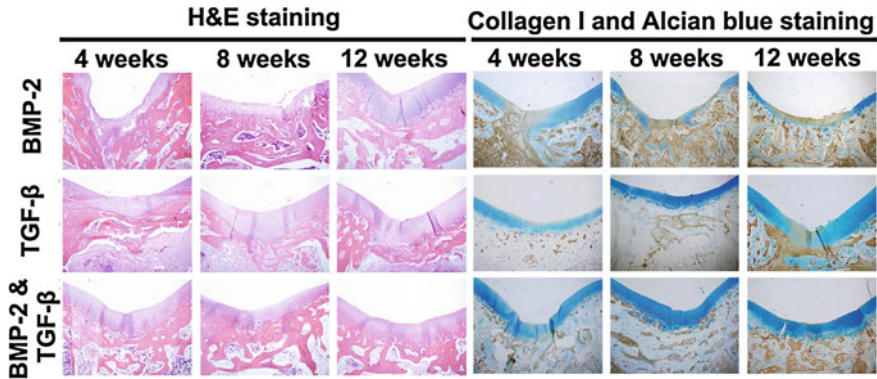 H&E staining
Collagen I and Alcian blue staining
4 weeks 8 weeks 12 weeks 4 weeks 8 weeks 12 weeks
BMP-2
TGF-β
BMP-2 &
TGF-β